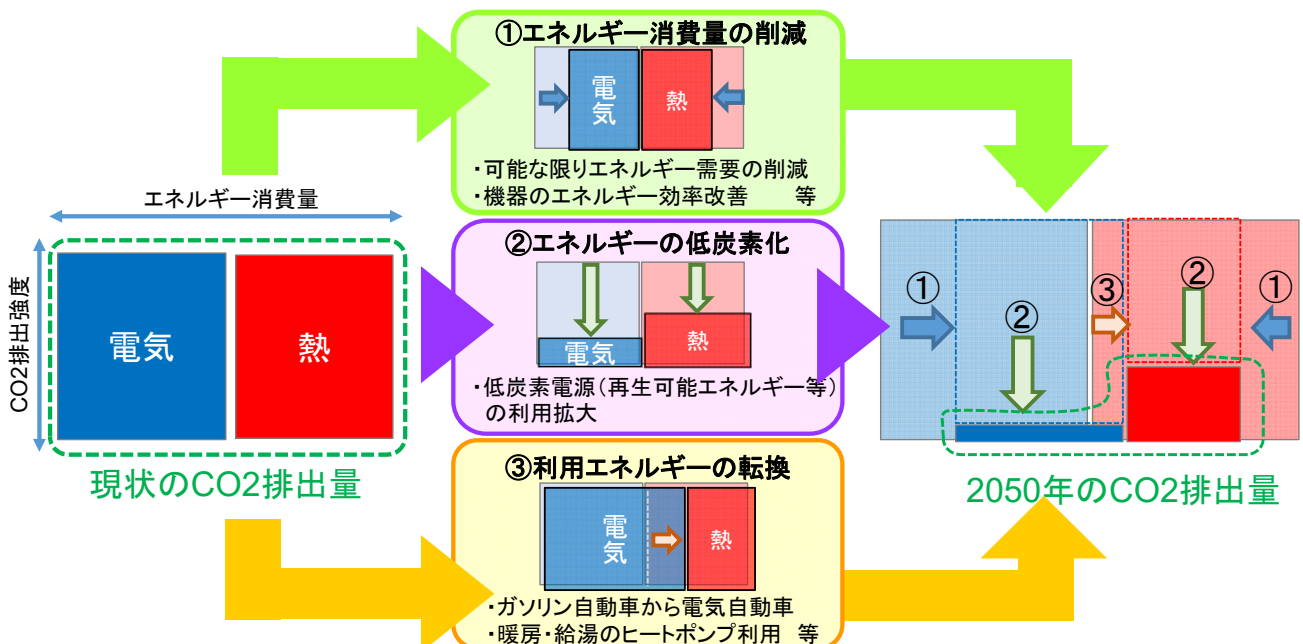 エネルギー消費量
CO2排出強度
電気
熱
現状のCO2排出量
①エネルギー消費量の削減
電気
熱
・可能な限りエネルギー需要の削減
・機器のエネルギー効率改善　等
②エネルギーの低炭素化
電気
熱
・低炭素電源（再生可能エネルギー等）
の利用拡大
③利用エネルギーの転換
電気
熱
・ガソリン自動車から電気自動車
・暖房・給湯のヒートポンプ利用 等
①
②
③
②
①
2050年のCO2排出量